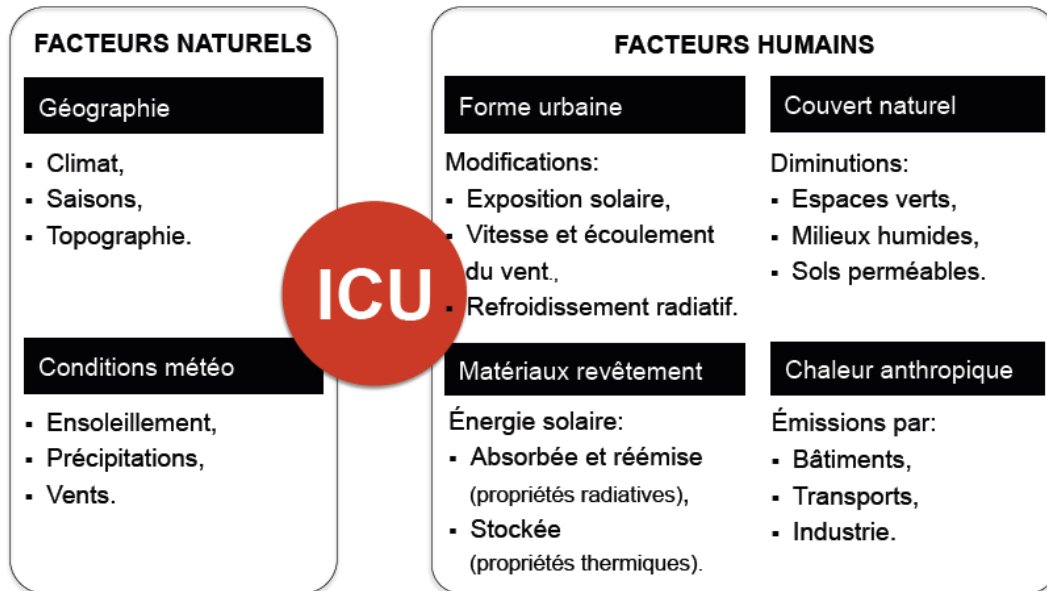 FACTEURS NATURELS
Géographie
▪ Climat,
▪ Saisons,
▪ Topographie.
Conditions météo
▪ Ensoleillement,
▪ Précipitations,
▪ Vents.
ICU
FACTEURS HUMAINS
Forme urbaine
Modifications:
▪ Exposition solaire,
▪ Vitesse et écoulement
du vent.,
▪ Refroidissement radiatif.
Couvert naturel
Diminutions:
▪ Espaces verts,
▪ Milieux humides,
▪ Sols perméables.
Matériaux revêtement
Énergie solaire:
▪ Absorbée et réémise
(propriétés radiatives),
▪ Stockée
(propriétés thermiques).
Chaleur anthropique
Émissions par:
▪ Bâtiments,
▪ Transports,
▪ Industrie.